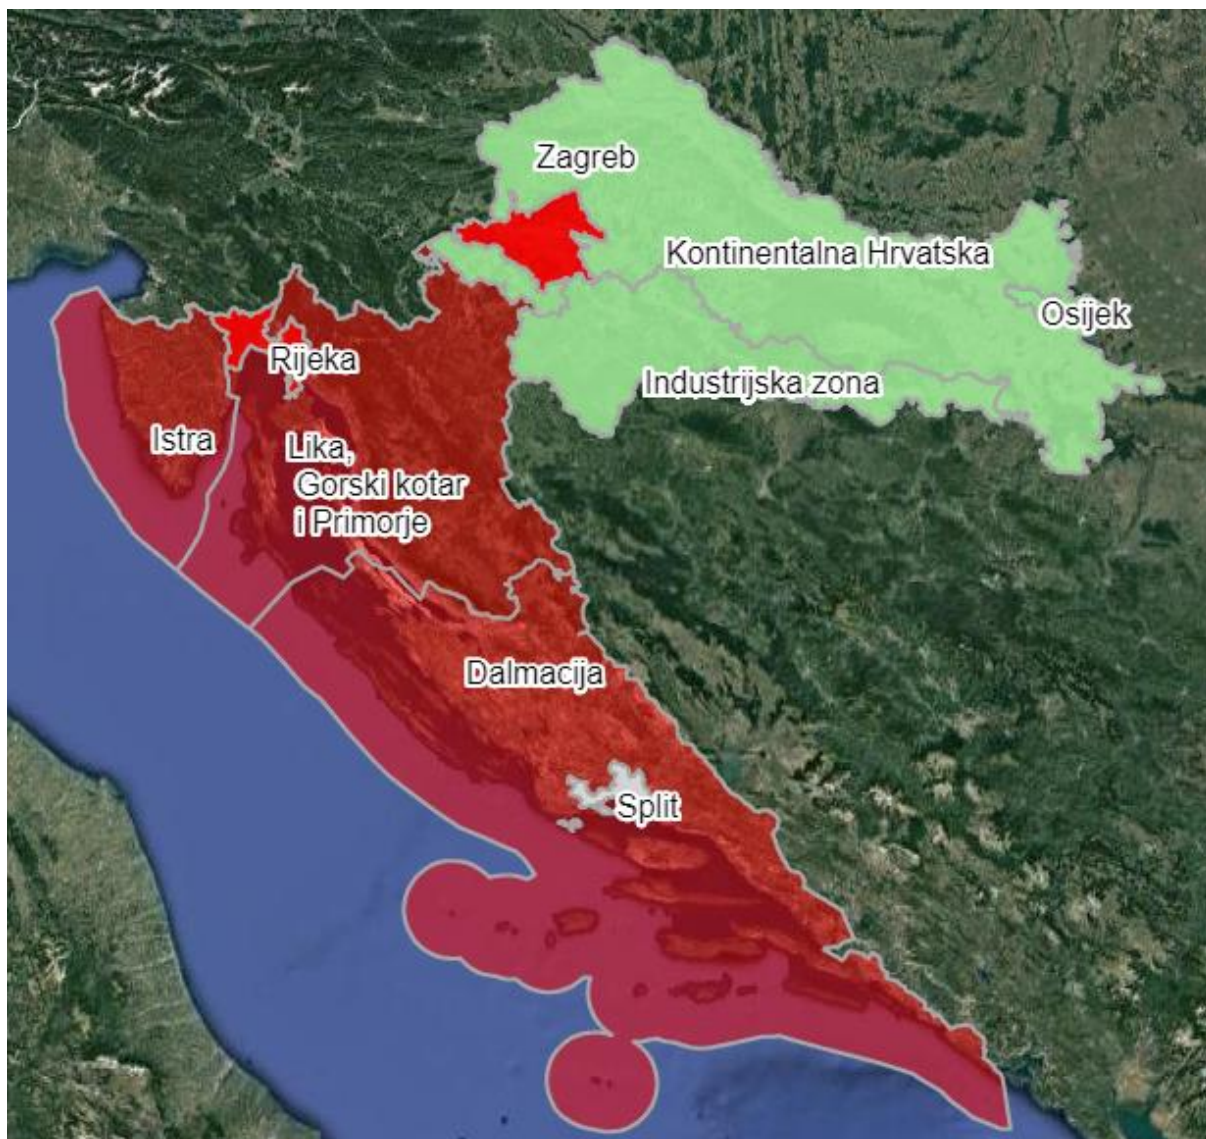 Zagreb
Kontinentalna Hrvatska
Osijek
Rijeka
Industrijska zona
Istra
Lika,
Gorski kotar
i Primorje
Dalmacija
Split